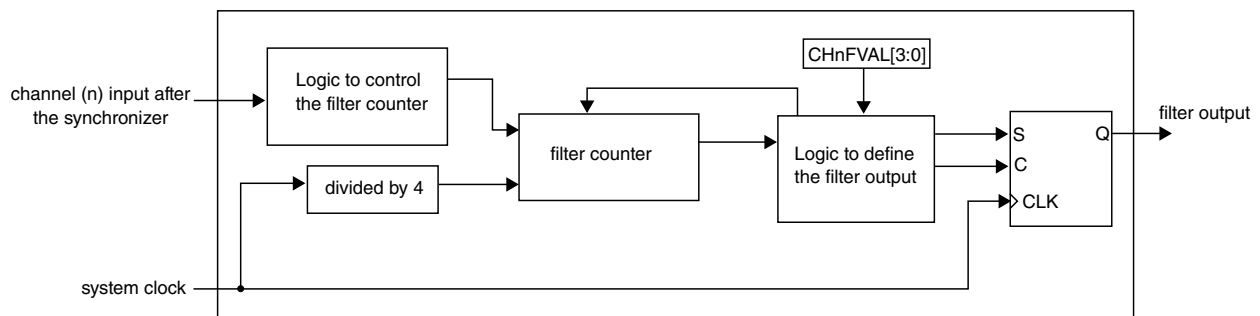 channel (n) input after
the synchronizer
Logic to control
the filter counter
CHnFVAL[3:0]
filter counter
divided by 4
Logic to define
the filter output
S
Q
C
CLK
filter output
system clock